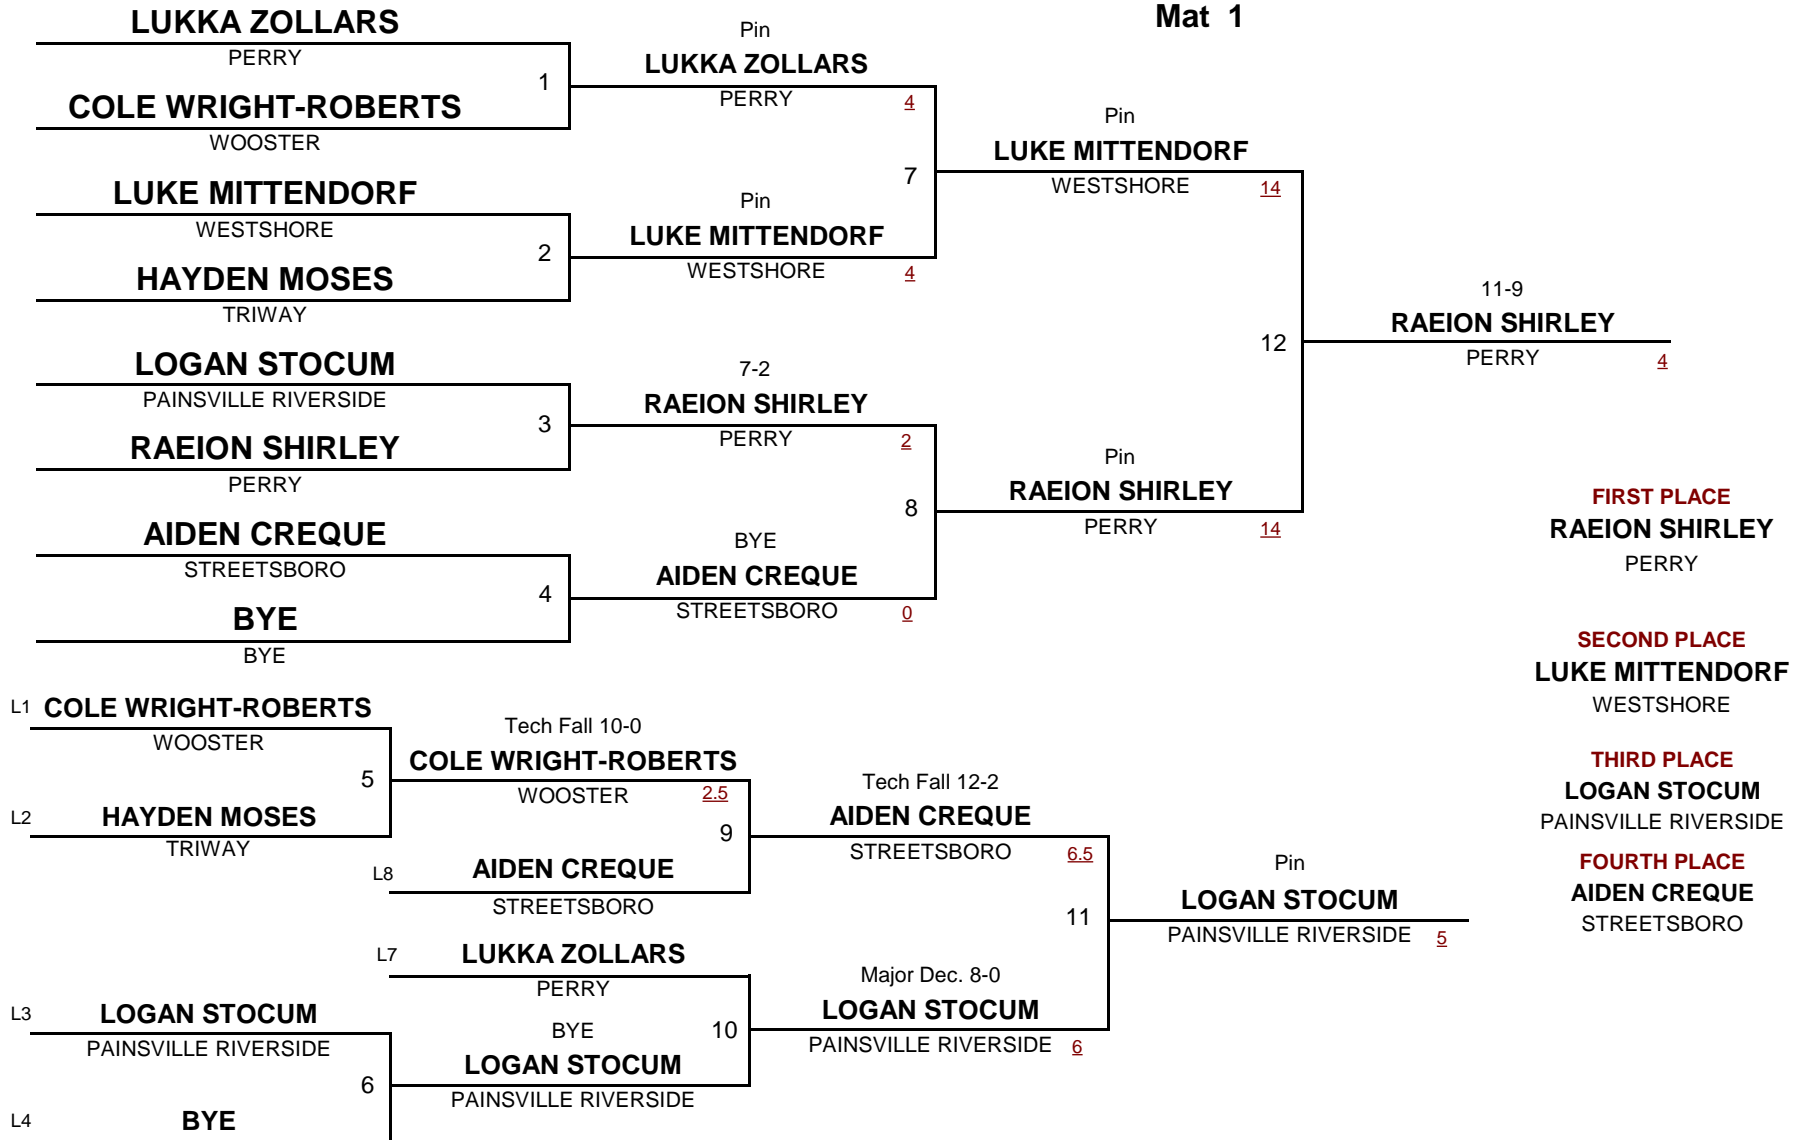 Mat 1
LUKKA ZOLLARS
PERRY
1
COLE WRIGHT-ROBERTS
WOOSTER
LUKE MITTENDORF
WESTSHORE
2
HAYDEN MOSES
TRIWAY
LOGAN STOCUM
PAINSVILLE RIVERSIDE
3
RAEION SHIRLEY
PERRY
AIDEN CREQUE
STREETSBORO
4
BYE
BYE
Pin
LUKKA ZOLLARS
PERRY 4
7
Pin
LUKE MITTENDORF
WESTSHORE 4
7-2
RAEION SHIRLEY
PERRY 2
8
BYE
AIDEN CREQUE
STREETSBORO 0
Pin
LUKE MITTENDORF
WESTSHORE 14
12
Pin
RAEION SHIRLEY
PERRY 14
11-9
RAEION SHIRLEY
PERRY 4
FIRST PLACE
RAEION SHIRLEY
PERRY
SECOND PLACE
LUKE MITTENDORF
WESTSHORE
THIRD PLACE
LOGAN STOCUM
PAINSVILLE RIVERSIDE
FOURTH PLACE
AIDEN CREQUE
STREETSBORO
L1 COLE WRIGHT-ROBERTS
WOOSTER
5
L2 HAYDEN MOSES
TRIWAY
L3 LOGAN STOCUM
PAINSVILLE RIVERSIDE
6
L4 BYE
Tech Fall 10-0
COLE WRIGHT-ROBERTS
WOOSTER 2.5
9
L8 AIDEN CREQUE
STREETSBORO
L7 LUKKA ZOLLARS
PERRY
BYE 10
LOGAN STOCUM
PAINSVILLE RIVERSIDE
Tech Fall 12-2
AIDEN CREQUE
STREETSBORO 6.5
11
Major Dec. 8-0
LOGAN STOCUM
PAINSVILLE RIVERSIDE 6
Pin
LOGAN STOCUM
PAINSVILLE RIVERSIDE 5